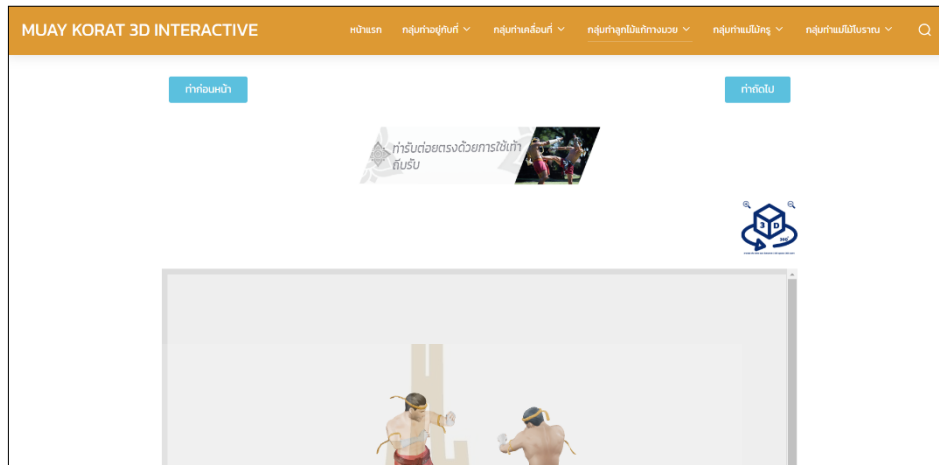 MUAY KORAT 3D INTERACTIVE
หน้าแรก กลุ่มท่าอยู่กับที่ กลุ่มท่าเคลื่อนที่ กลุ่มท่าลูกไม้แก้ทางมวย กลุ่มท่าแม่ไม้ครู กลุ่มท่าแม่ไม้โบราณ
ท่าก่อนหน้า ท่าถัดไป
ท่ารับต่อยตรงด้วยการใช้เท้า
ถีบรับ
3 D
360°